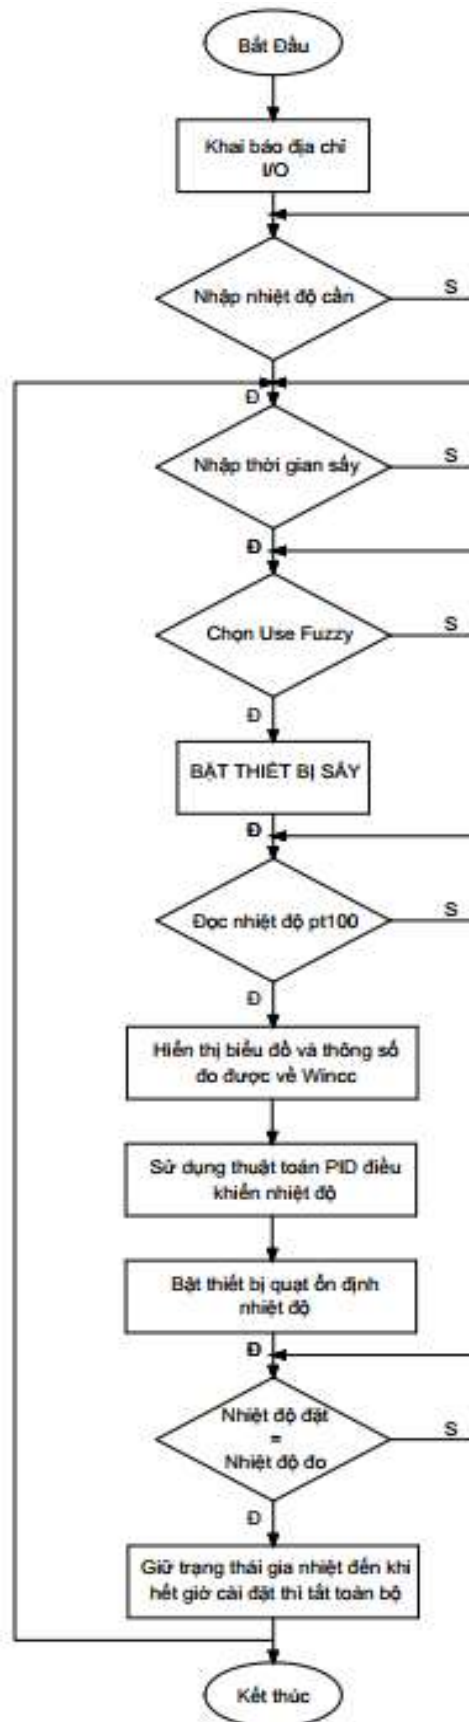 Bắt Đầu
Khai báo địa chỉ
I/O
Nhập nhiệt độ cần
S
Đ
Nhập thời gian sấy
S
Đ
Chọn Use Fuzzy
S
Đ
BẬT THIẾT BỊ SẤY
Đ
Đọc nhiệt độ pt100
S
Đ
Hiển thị biểu đồ và thông số
đo được về Wincc
Sử dụng thuật toán PID điều
khiển nhiệt độ
Bật thiết bị quạt ổn định
nhiệt độ
Đ
Nhiệt độ đặt
=
Nhiệt độ đo
S
Đ
Giữ trạng thái gia nhiệt đến khi
hết giờ cài đặt thì tắt toàn bộ
Kết thúc